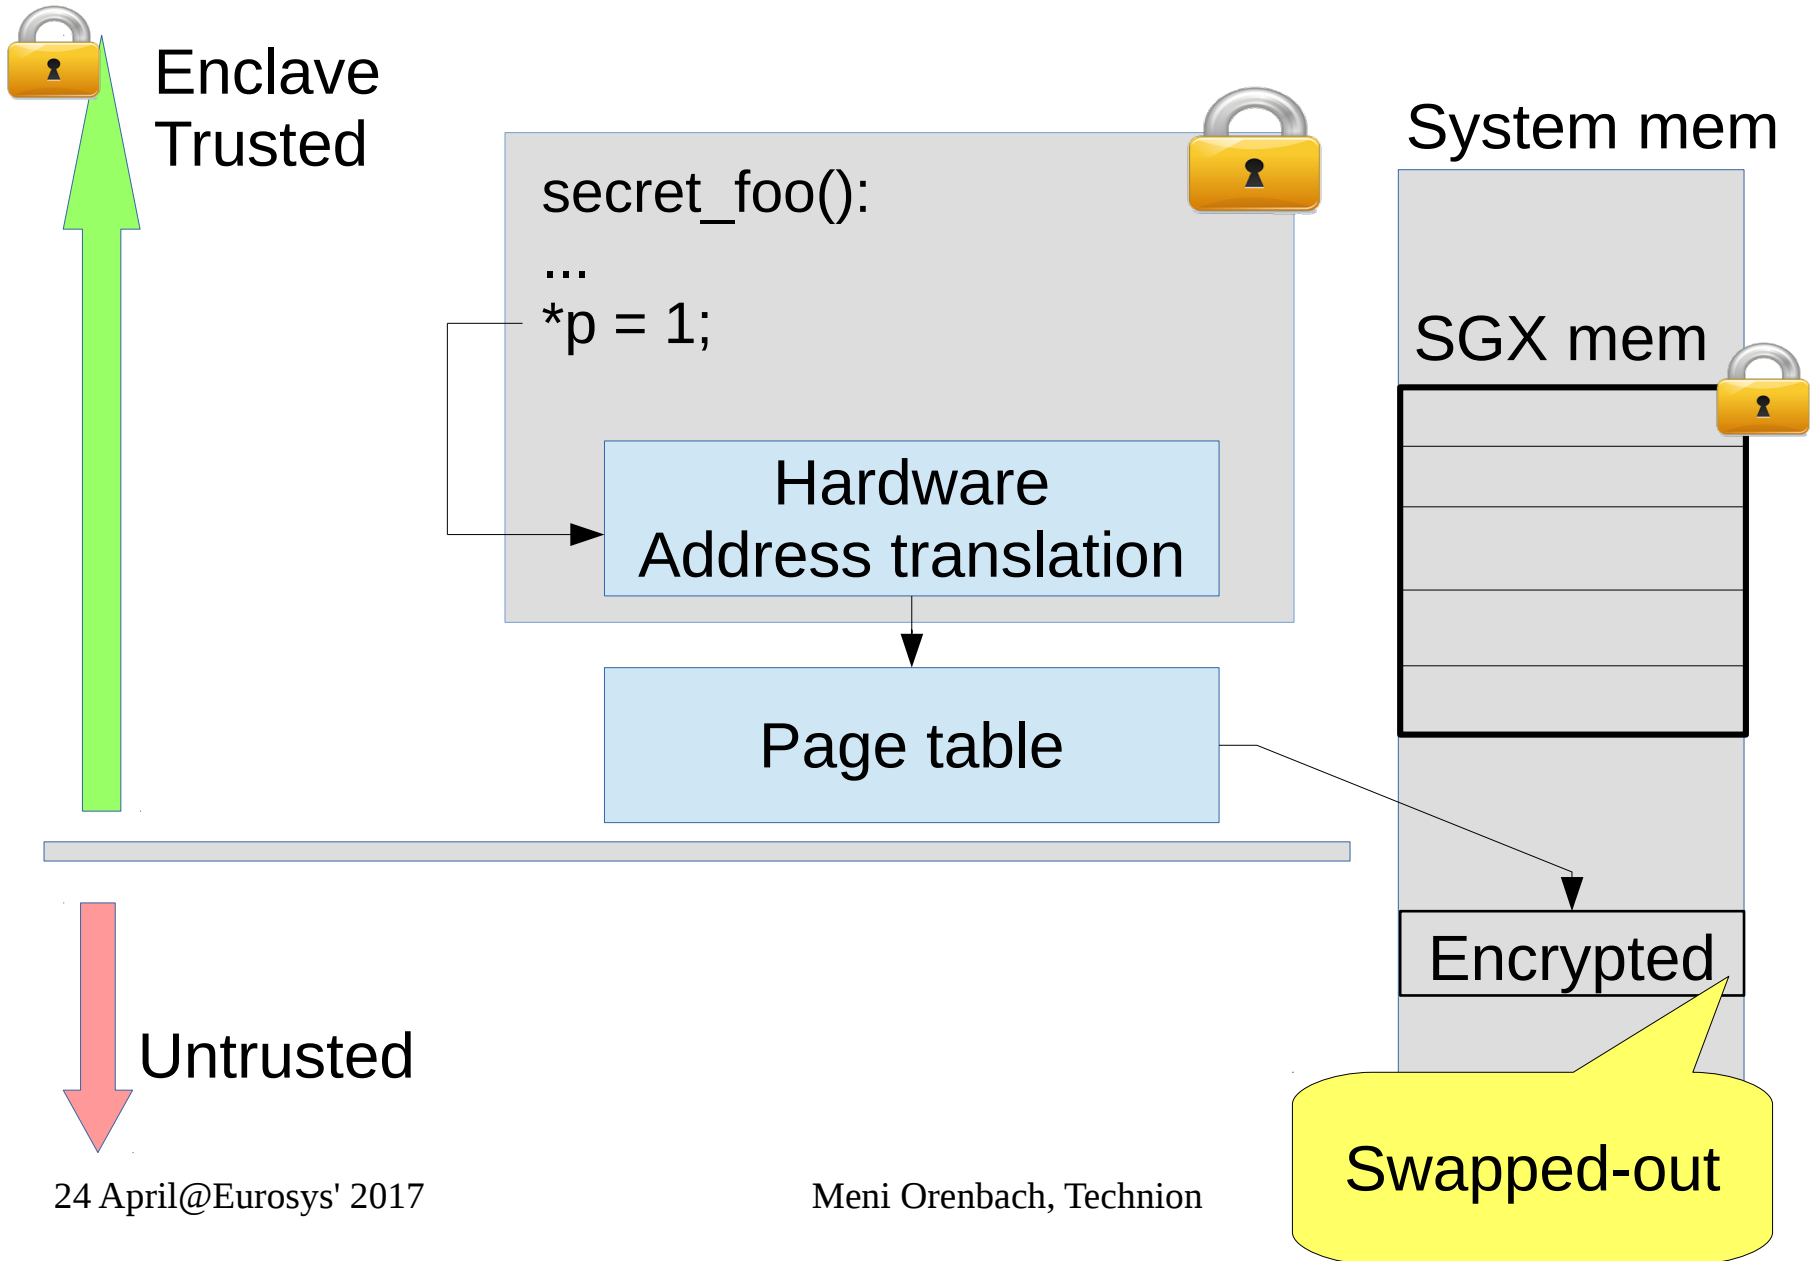 Enclave
Trusted
secret_foo():
...
*p = 1;
Hardware
Address translation
Page table
System mem
SGX mem
Encrypted
Swapped-out
Untrusted
24 April@Eurosys' 2017
Meni Orenbach, Technion